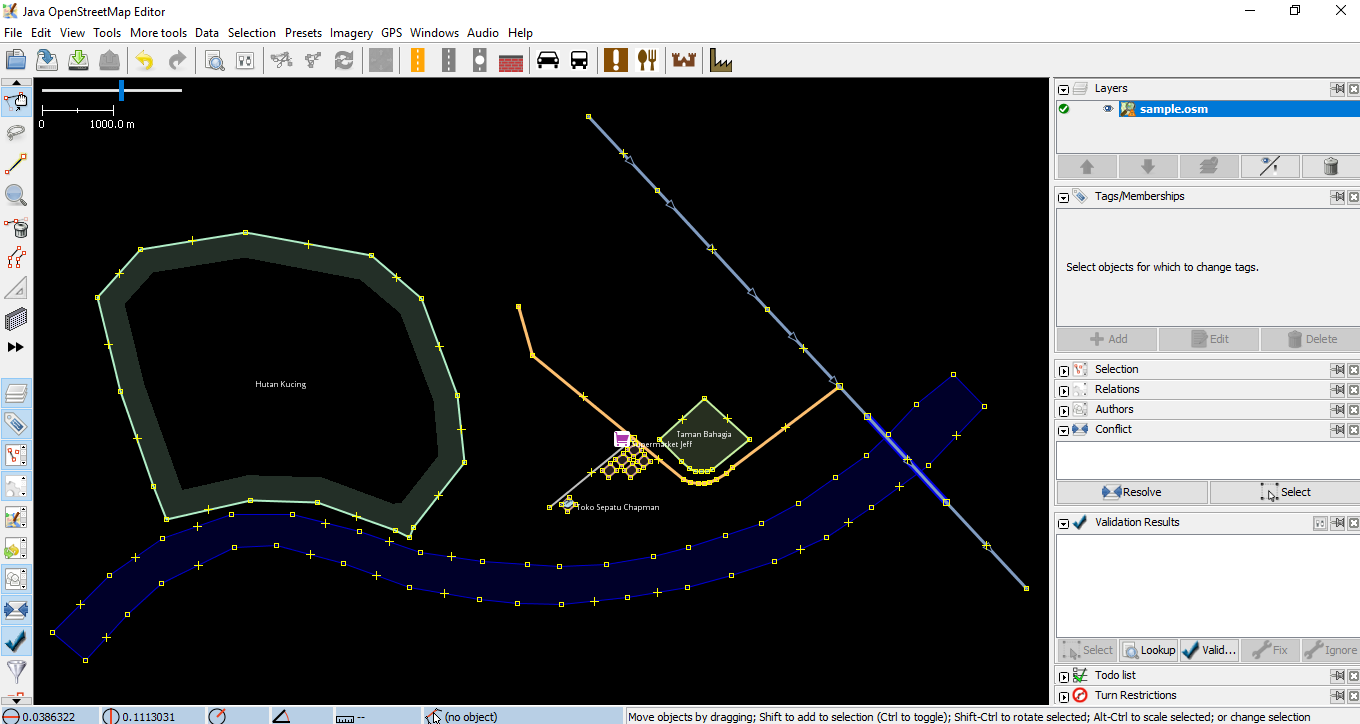 Java OpenStreetMap Editor
File Edit View Tools More tools Data Selection Presets Imagery GPS Windows Audio Help
0 1000.0 m
Layers
sample.osm
Tags/Memberships
Select objects for which to change tags.
Add Edit Delete
Selection
Relations
Authors
Conflict
Resolve Select
Validation Results
Select Lookup Valid... Fix Ignore
Todo list
Turn Restrictions
Hutan Kucing
Taman Bahagia
Supermarket Jeff
Toko Sepatu Chapman
0.0386322 0.1113031 -- (no object) Move objects by dragging; Shift to add to selection (Ctrl to toggle); Shift-Ctrl to rotate selected; Alt-Ctrl to scale selected; or change selection